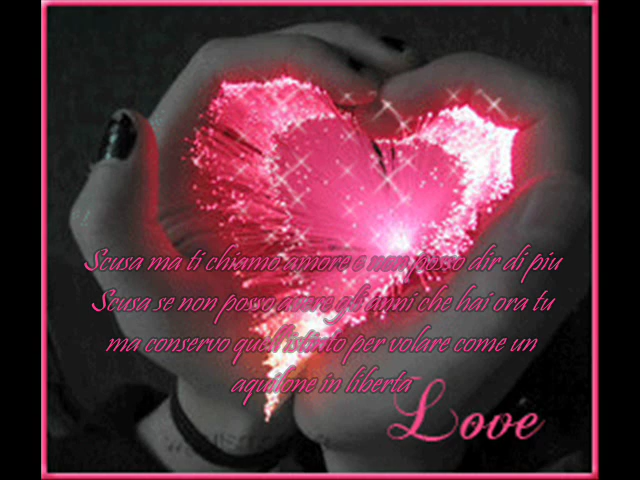 Scusa ma ti chiamo amore e non posso dir di piu
Scusa se non posso avere gli anni che hai ora tu
ma conservo quell'istinto per volare come un
aquilone in liberta
Love